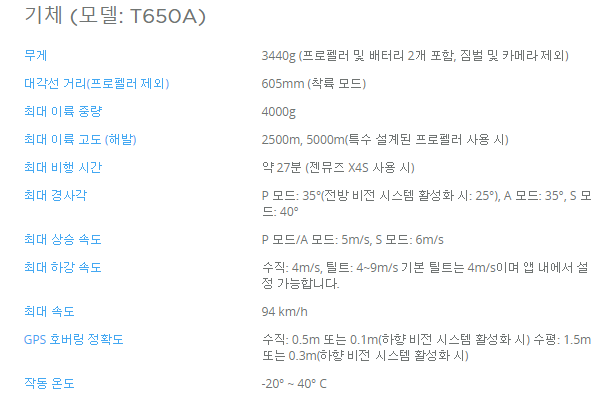 기체 (모델: T650A)
무게 3440g (프로펠러 및 배터리 2개 포함, 짐벌 및 카메라 제외)
대각선 거리(프로펠러 제외) 605mm (착륙 모드)
최대 이륙 중량 4000g
최대 이륙 고도 (해발) 2500m, 5000m(특수 설계된 프로펠러 사용 시)
최대 비행 시간 약 27분 (젠뮤즈 X4S 사용 시)
최대 경사각 P 모드: 35°(전방 비전 시스템 활성화 시: 25°), A 모드: 35°, S 모
드: 40°
최대 상승 속도 P 모드/A 모드: 5m/s, S 모드: 6m/s
최대 하강 속도 수직: 4m/s, 틸트: 4~9m/s 기본 틸트는 4m/s이며 앱 내에서 설
정 가능합니다.
최대 속도 94 km/h
GPS 호버링 정확도 수직: 0.5m 또는 0.1m(하향 비전 시스템 활성화 시) 수평: 1.5m
또는 0.3m(하향 비전 시스템 활성화 시)
작동 온도 -20° ~ 40° C